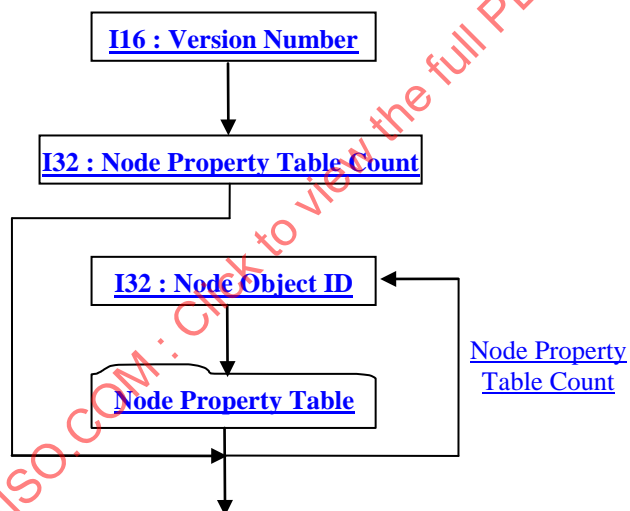 I16 : Version Number
I32 : Node Property Table Count
I32 : Node Object ID
Node Property
Table Count
Node Property Table
ISO.COM : Click to view the full